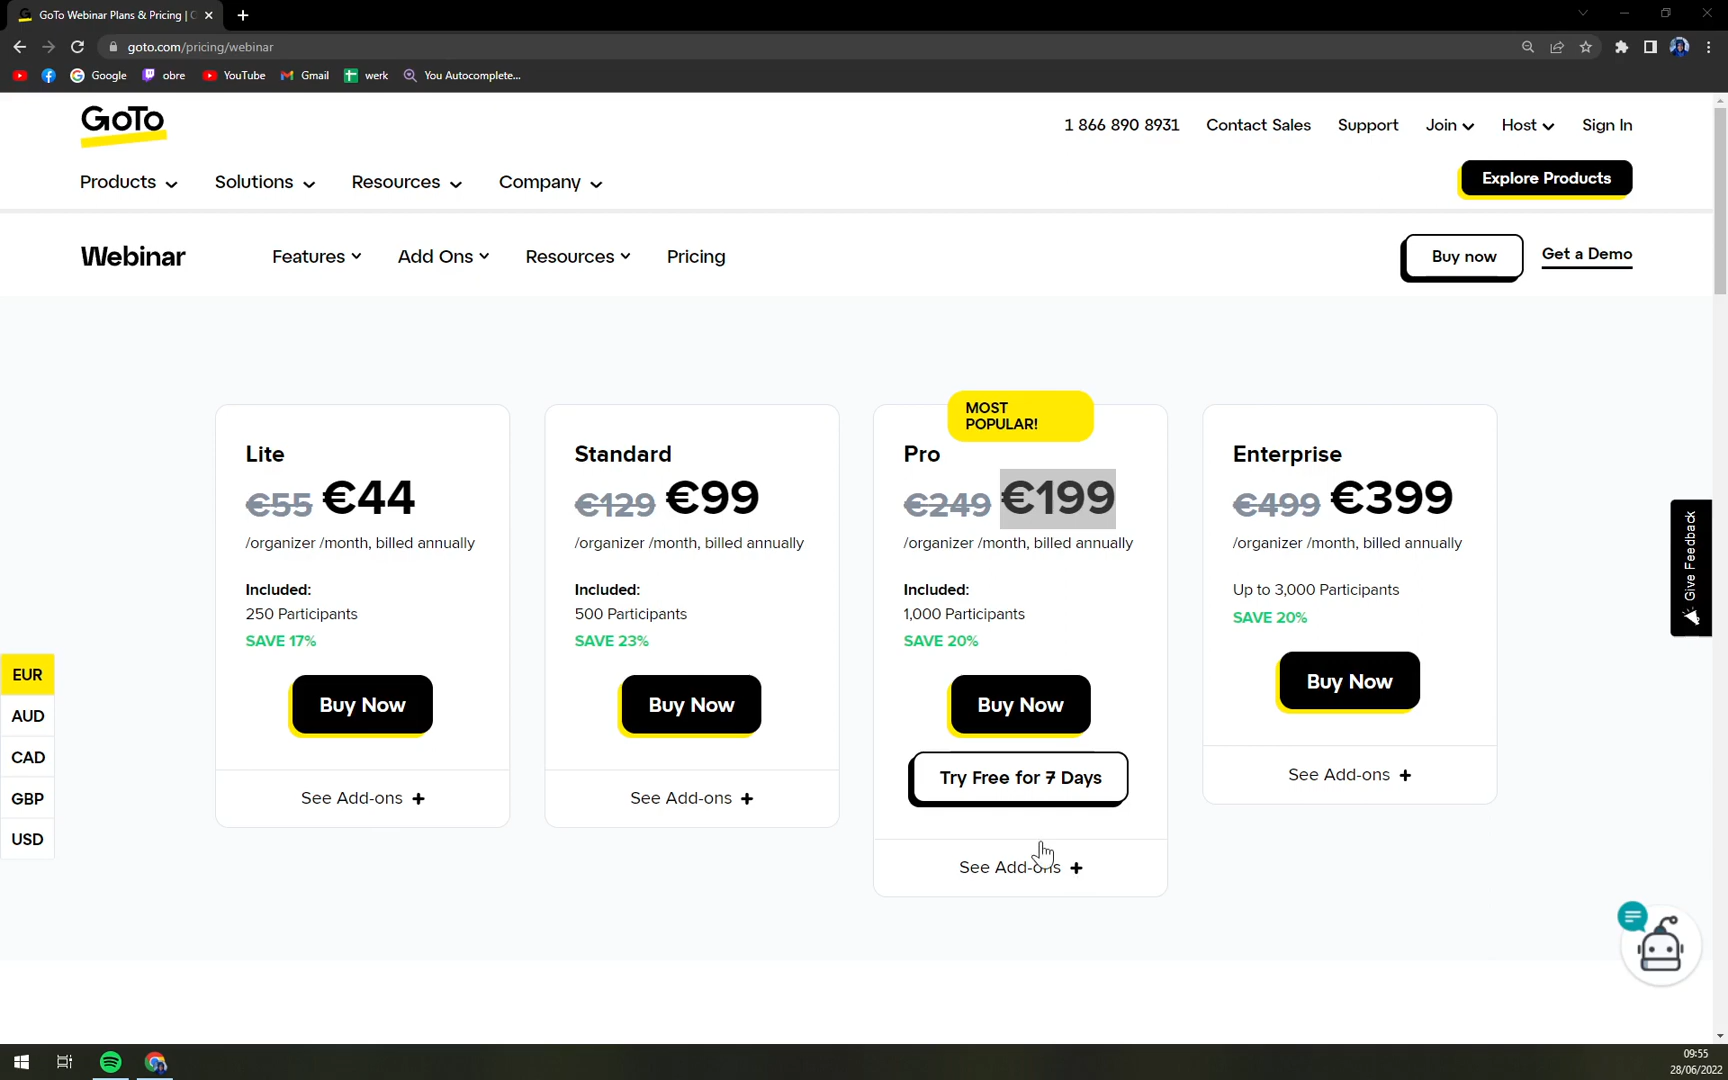 GoTo Webinar Plans & Pricing |
goto.com/pricing/webinar
Google
obre
YouTube
Gmail
werk
You Autocomplete...
GoTo
1 866 890 8931
Contact Sales
Support
Join
Host
Sign In
Products
Solutions
Resources
Company
Explore Products
Webinar
Features
Add Ons
Resources
Pricing
Buy now
Get a Demo
Lite
€55 €44
/organizer /month, billed annually
Included:
250 Participants
SAVE 17%
Buy Now
See Add-ons +
Standard
€129 €99
/organizer /month, billed annually
Included:
500 Participants
SAVE 23%
Buy Now
See Add-ons +
MOST
POPULAR!
Pro
€249 €199
/organizer /month, billed annually
Included:
1,000 Participants
SAVE 20%
Buy Now
Try Free for 7 Days
See Add-ons +
Enterprise
€499 €399
/organizer /month, billed annually
Up to 3,000 Participants
SAVE 20%
Buy Now
See Add-ons +
Give Feedback
EUR
AUD
CAD
GBP
USD
09:55
28/06/2022